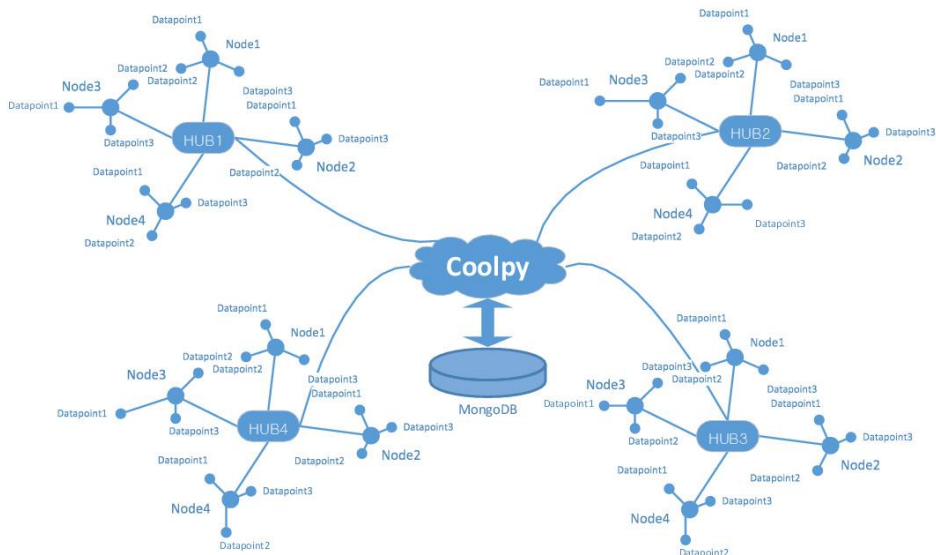 Datapoint1
Node1
Datapoint2
Datapoint2
Node3
Datapoint3
Datapoint1
Datapoint1
Datapoint3
HUB1
Datapoint3
Datapoint2
Node2
Datapoint1
Datapoint3
Node4
Datapoint2
Datapoint1
Node1
Datapoint2
Datapoint2
Node3
Datapoint1
Datapoint3
Datapoint1
Datapoint3
HUB2
Datapoint3
Datapoint2
Node2
Datapoint1
Node4
Datapoint3
Datapoint2
Coolpy
MongoDB
Datapoint1
Node1
Datapoint2
Datapoint2
Node3
Datapoint3
Datapoint1
Datapoint1
Datapoint3
HUB4
Datapoint3
Datapoint2
Node2
Datapoint1
Datapoint3
Node4
Datapoint2
Datapoint1
Node1
Datapoint3
Datapoint2
Node3
Datapoint3
Datapoint1
Datapoint1
Datapoint2
HUB3
Datapoint3
Datapoint2
Node2
Datapoint1
Datapoint3
Node4
Datapoint2